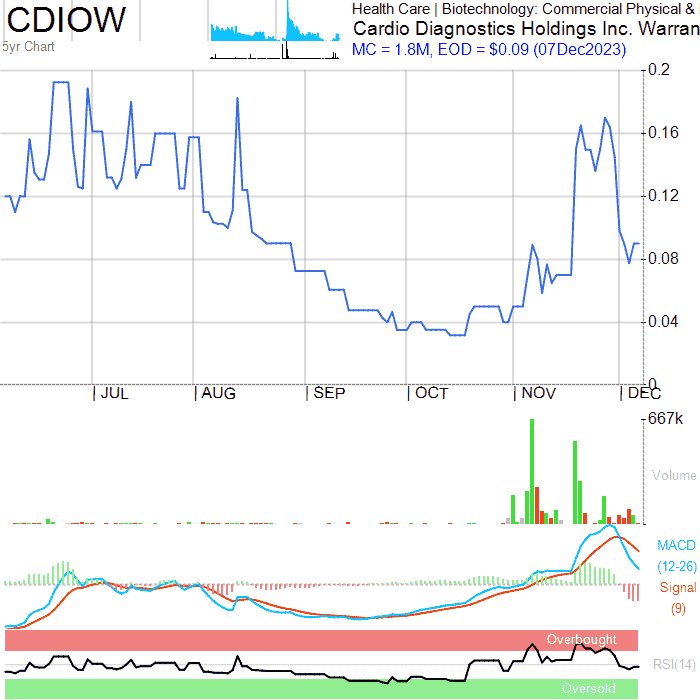 CDIOW
5yr Chart
Health Care | Biotechnology: Commercial Physical &
Cardio Diagnostics Holdings Inc. Warran
MC = 1.8M, EOD = $0.09 (07Dec2023)
0.2
0.16
0.12
0.08
0.04
0
JUL AUG SEP OCT NOV DEC
667k
Volume
MACD
(12-26)
Signal
(9)
Overbought
RSI(14)
Oversold